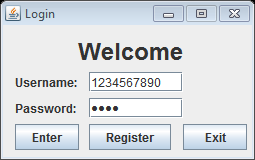 Login
Welcome
Username: 1234567890
Password: ●●●●
Enter Register Exit